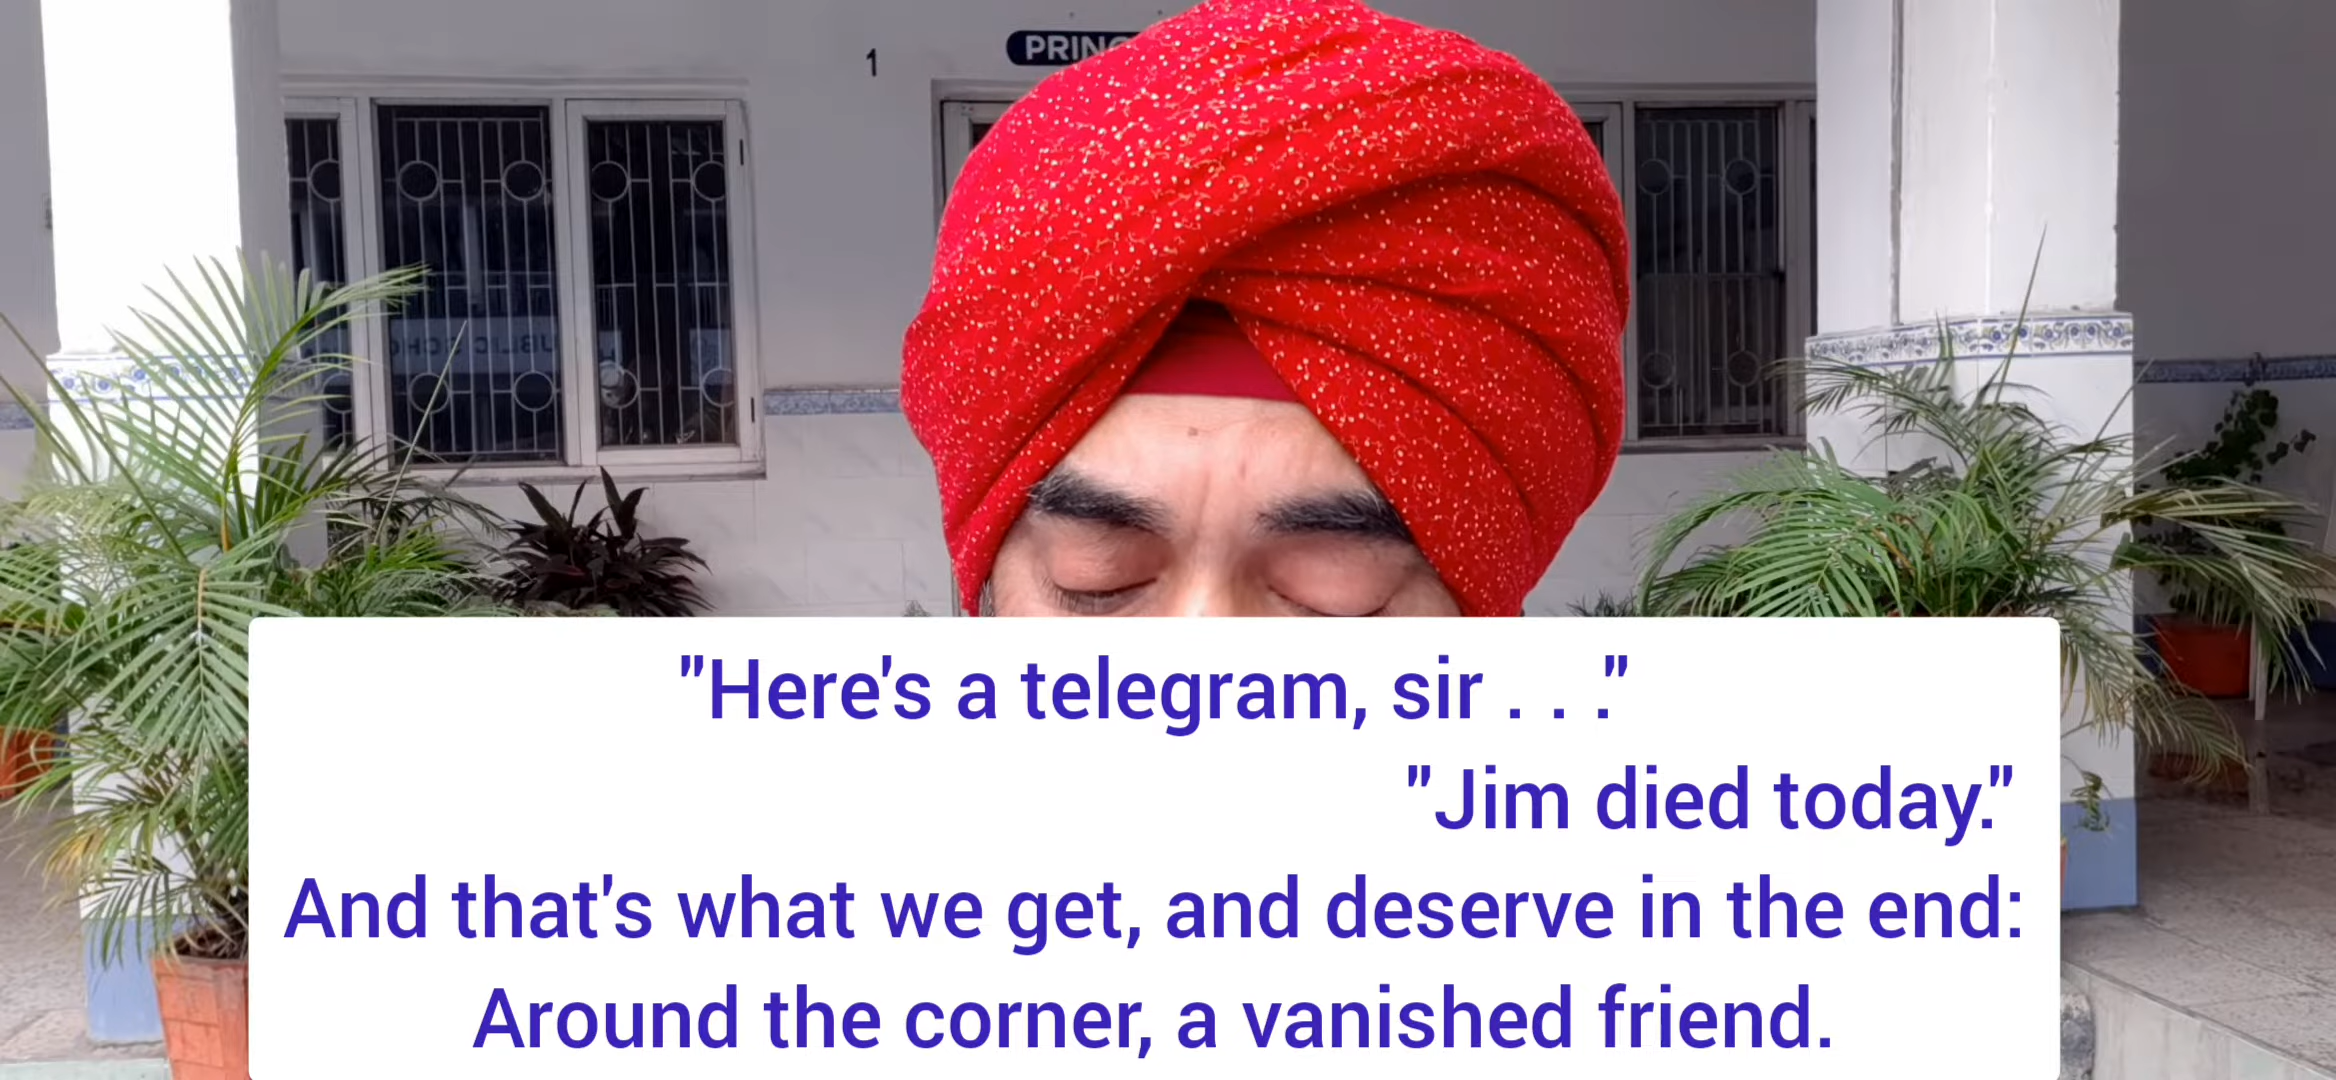 1
PRINC
"Here's a telegram, sir . . ."
"Jim died today."
And that's what we get, and deserve in the end:
Around the corner, a vanished friend.